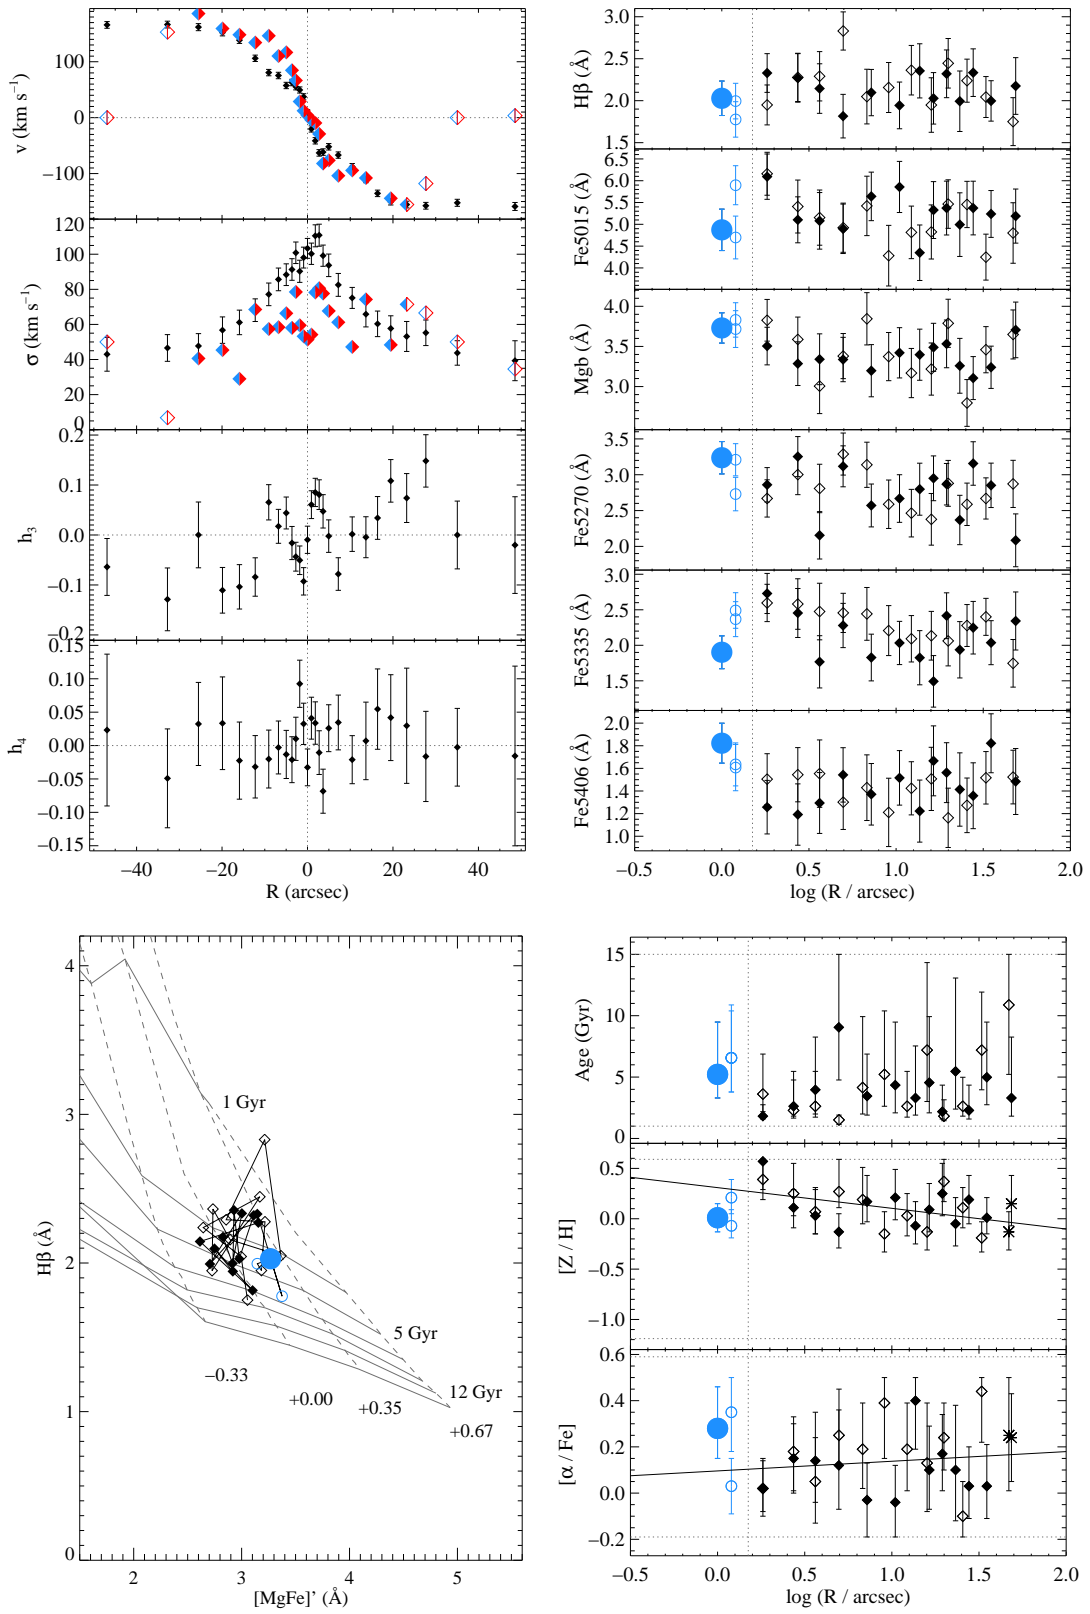 100
0
−100
v (km s⁻¹)
120
100
80
60
40
20
0
σ (km s⁻¹)
0.2
0.1
0.0
−0.1
−0.2
h₃
0.15
0.10
0.05
0.00
−0.05
−0.10
−0.15
h₄
−40 −20 0 20 40
R (arcsec)
3.0
2.5
2.0
1.5
Hβ (Å)
6.5
6.0
5.5
5.0
4.5
4.0
Fe5015 (Å)
4.0
3.5
3.0
Mgb (Å)
3.5
3.0
2.5
2.0
Fe5270 (Å)
3.0
2.5
2.0
1.5
Fe5335 (Å)
2.0
1.8
1.6
1.4
1.2
1.0
Fe5406 (Å)
−0.5 0.0 0.5 1.0 1.5 2.0
log (R / arcsec)
4
3
2
1
0
Hβ (Å)
1 Gyr
5 Gyr
12 Gyr
−0.33
+0.00
+0.35
+0.67
2 3 4 5
[MgFe]’ (Å)
15
10
5
0
Age (Gyr)
0.5
0.0
−0.5
−1.0
[Z / H]
0.6
0.4
0.2
0.0
−0.2
[α / Fe]
−0.5 0.0 0.5 1.0 1.5 2.0
log (R / arcsec)